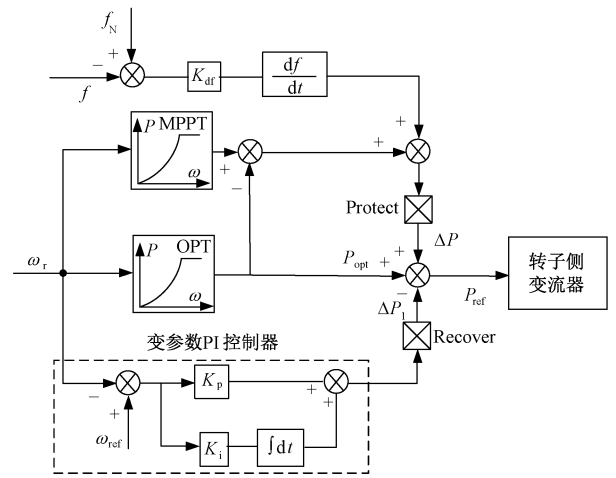 f_N
+
−
f
K_df
df
dt
+
P MPPT
ω
+
−
+
Protect
ΔP
ω_r
P OPT
ω
P_opt
+
+
P_ref
转子侧
变流器
−
ΔP_1
Recover
变参数PI 控制器
−
+
ω_ref
K_p
+
+
K_i
∫dt